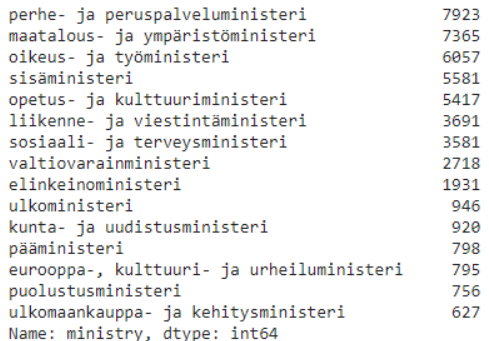 perhe- ja peruspalveluministeri 7923
maatalous- ja ympäristöministeri 7365
oikeus- ja työministeri 6057
sisäministeri 5581
opetus- ja kulttuuriministeri 5417
liikenne- ja viestintäministeri 3691
sosiaali- ja terveysministeri 3581
valtiovarainministeri 2718
elinkeinoministeri 1931
ulkoministeri 946
kunta- ja uudistusministeri 920
pääministeri 798
eurooppa-, kulttuuri- ja urheiluministeri 795
puolustusministeri 756
ulkomaankauppa- ja kehitysministeri 627
Name: ministry, dtype: int64